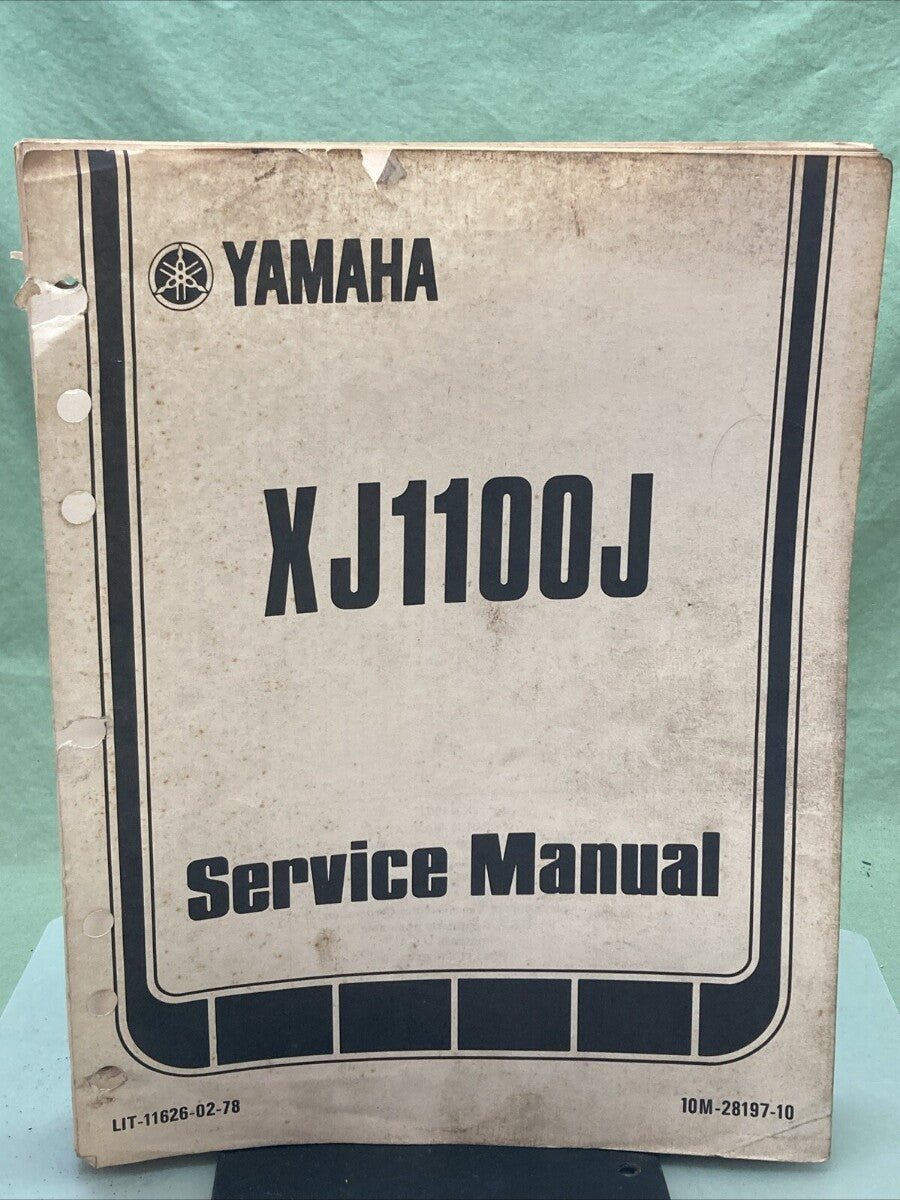 YAMAHA
XJ1100J
Service Manual
LIT-11626-02-78
10M-28197-10